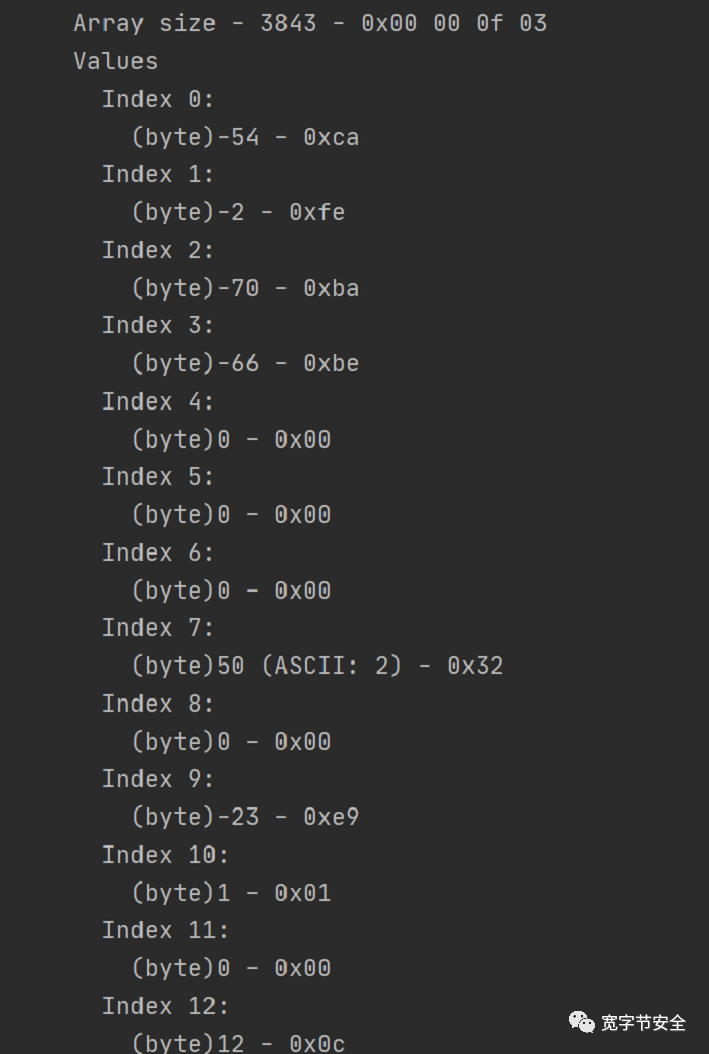 Array size - 3843 - 0x00 00 0f 03
Values
Index 0:
(byte)-54 - 0xca
Index 1:
(byte)-2 - 0xfe
Index 2:
(byte)-70 - 0xba
Index 3:
(byte)-66 - 0xbe
Index 4:
(byte)0 - 0x00
Index 5:
(byte)0 - 0x00
Index 6:
(byte)0 - 0x00
Index 7:
(byte)50 (ASCII: 2) - 0x32
Index 8:
(byte)0 - 0x00
Index 9:
(byte)-23 - 0xe9
Index 10:
(byte)1 - 0x01
Index 11:
(byte)0 - 0x00
Index 12:
(byte)12 - 0x0c
宽字节安全